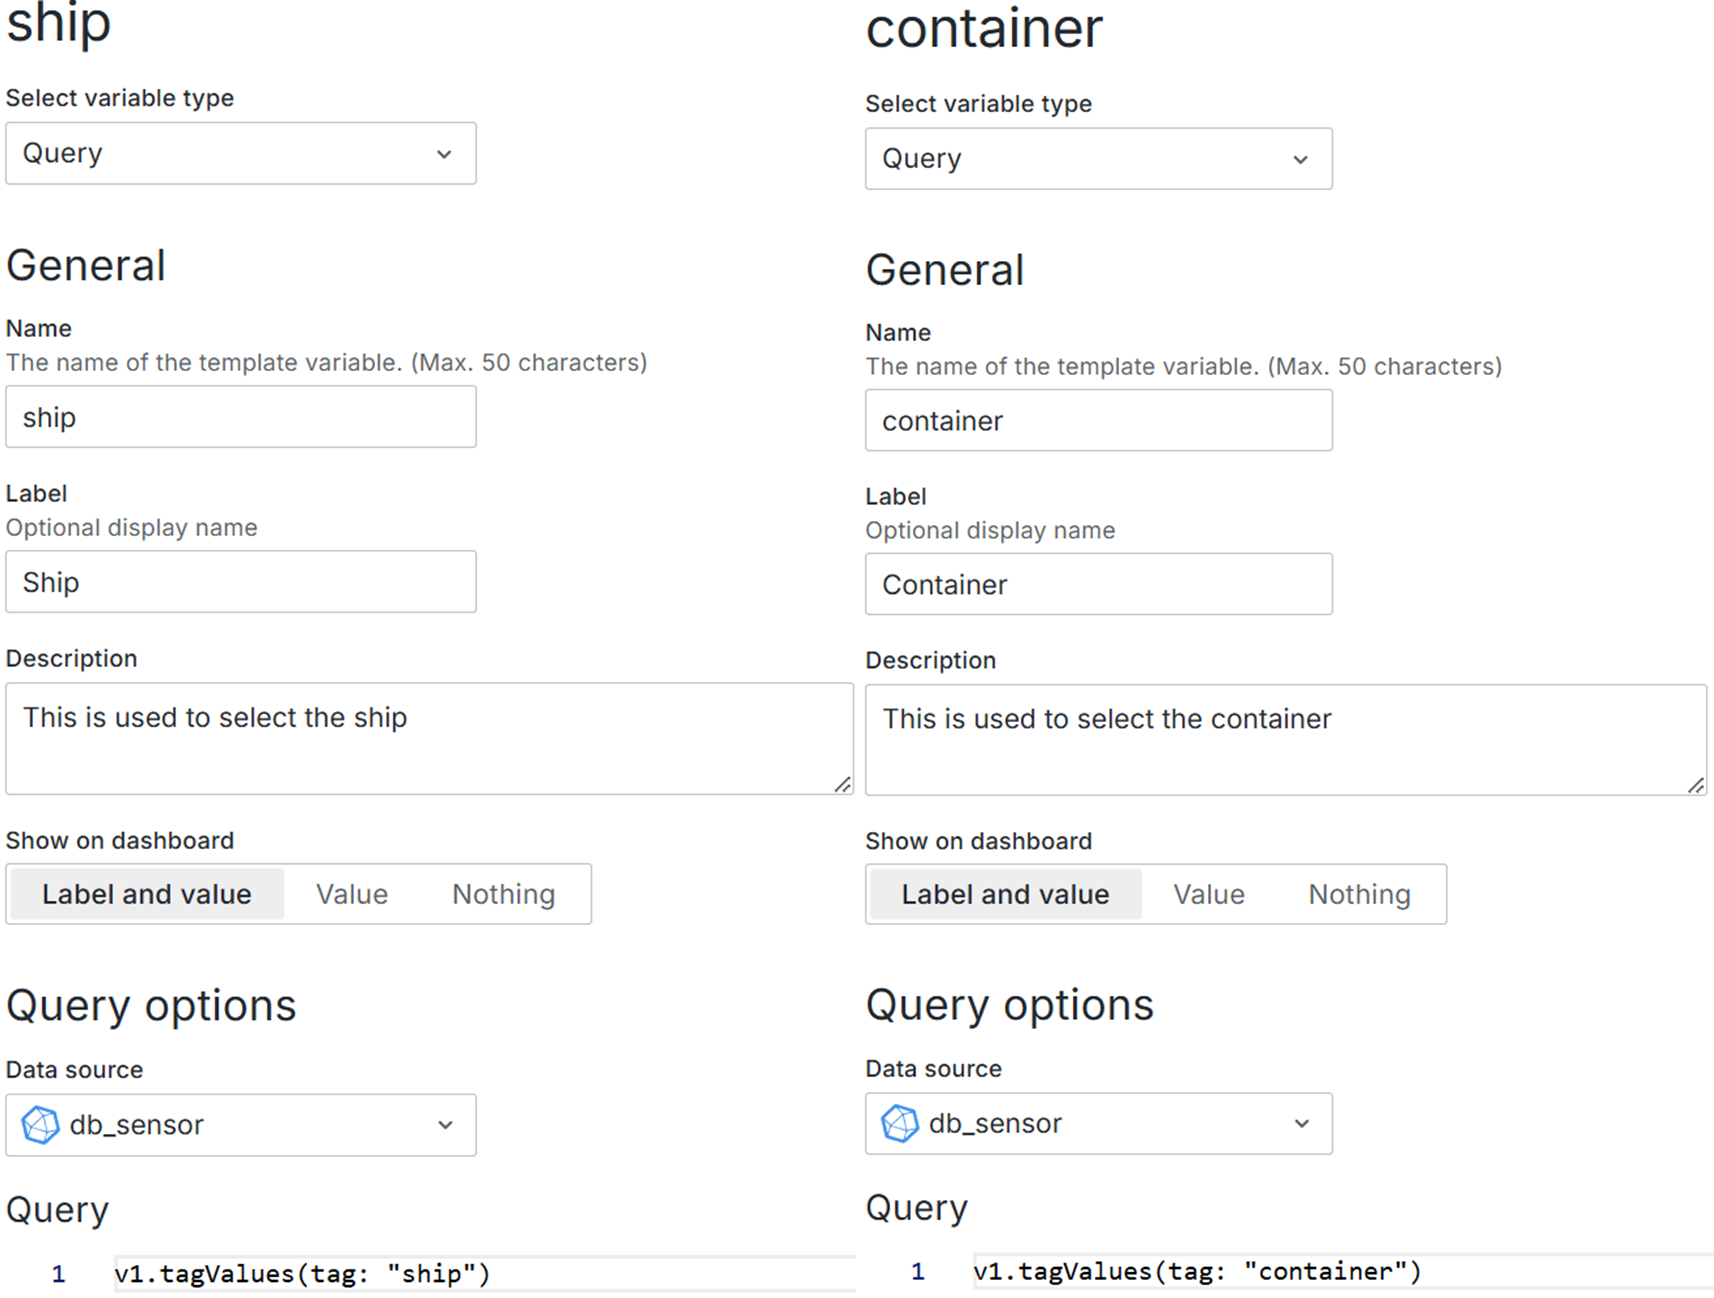 ship
Select variable type
Query
General
Name
The name of the template variable. (Max. 50 characters)
ship
Label
Optional display name
Ship
Description
This is used to select the ship
Show on dashboard
Label and value Value Nothing
Query options
Data source
db_sensor
Query
1 v1.tagValues(tag: "ship")
container
Select variable type
Query
General
Name
The name of the template variable. (Max. 50 characters)
container
Label
Optional display name
Container
Description
This is used to select the container
Show on dashboard
Label and value Value Nothing
Query options
Data source
db_sensor
Query
1 v1.tagValues(tag: "container")